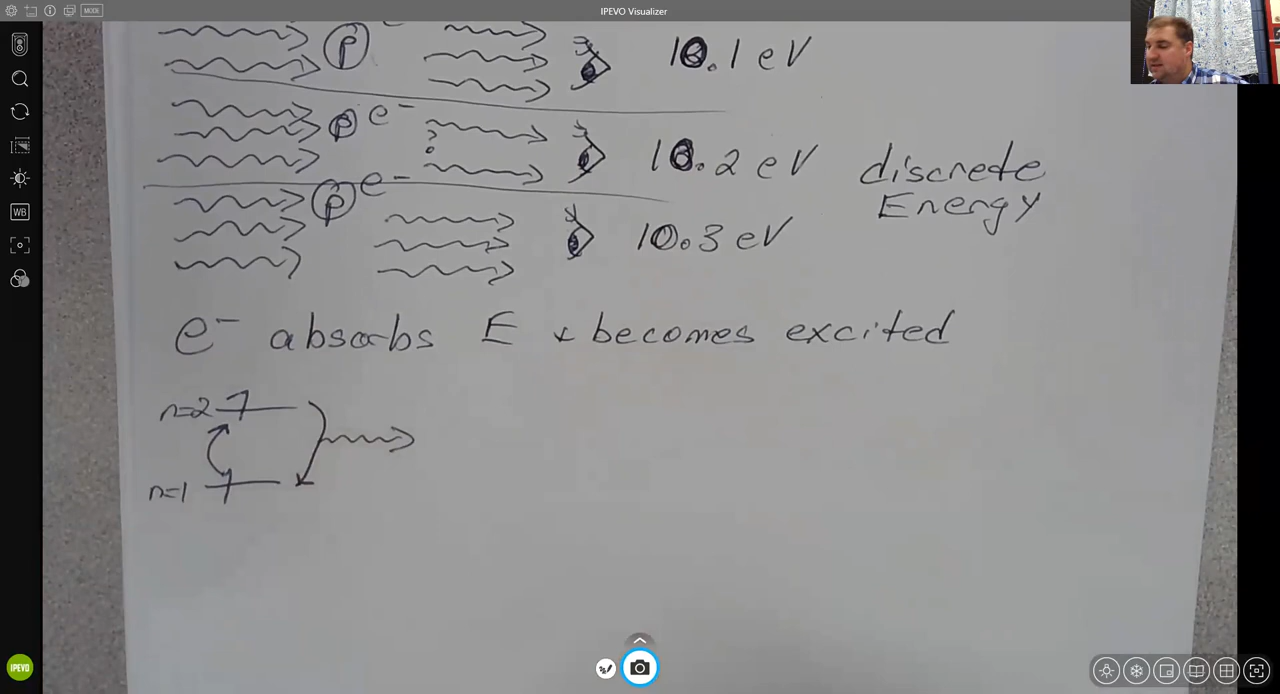 IPEVO Visualizer
MODE
p e
10.1 eV
p e⁻
10.2 eV
discrete
Energy
p e⁻
10.3 eV
e⁻ absorbs E + becomes excited
n=2
n=1
WB
IPEVO